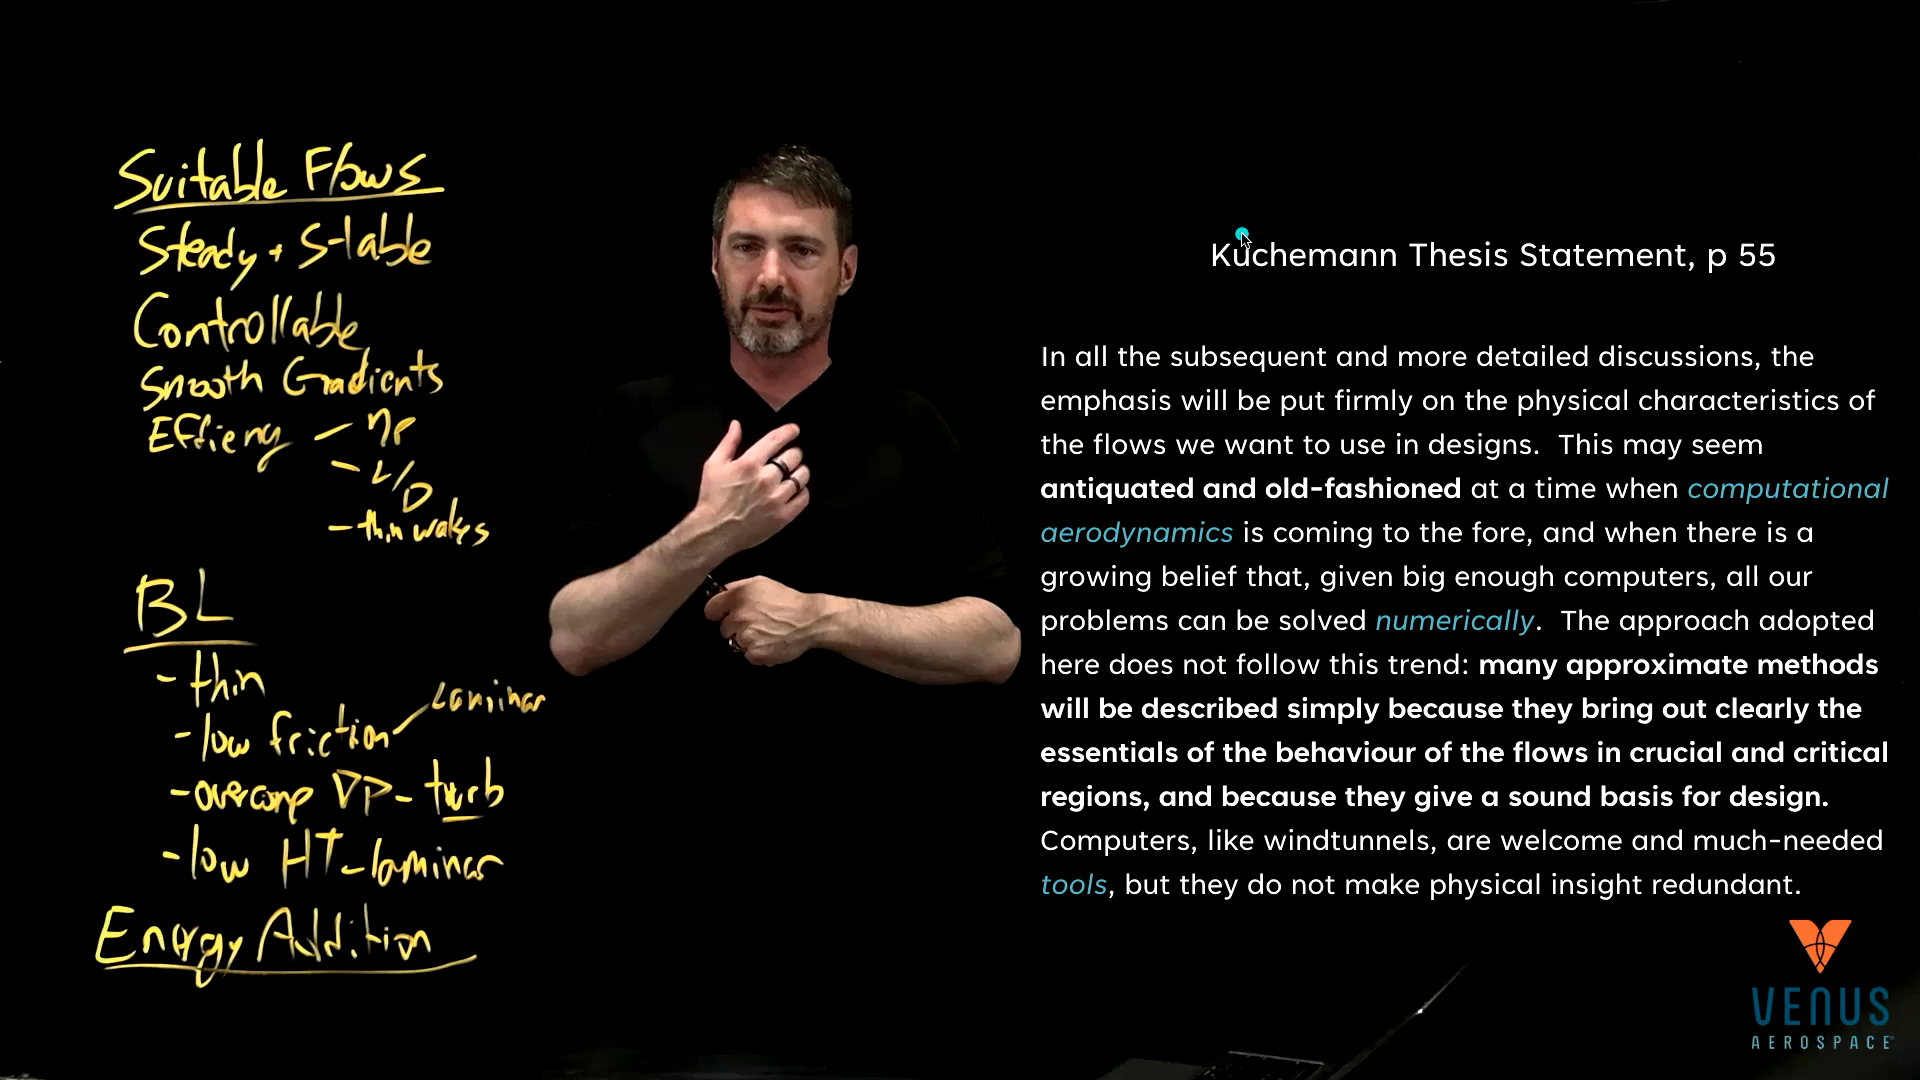 Suitable Flows
Steady + Stable
Controllable
Smooth Gradients
Effieny - ηp
- L/D
- thin wakes
BL
- thin
- low friction - Laminar
- overcome ∇P - turb
- low HT - laminar
Energy Addition
Kuchemann Thesis Statement, p 55
In all the subsequent and more detailed discussions, the
emphasis will be put firmly on the physical characteristics of
the flows we want to use in designs. This may seem
antiquated and old-fashioned at a time when computational
aerodynamics is coming to the fore, and when there is a
growing belief that, given big enough computers, all our
problems can be solved numerically. The approach adopted
here does not follow this trend: many approximate methods
will be described simply because they bring out clearly the
essentials of the behaviour of the flows in crucial and critical
regions, and because they give a sound basis for design.
Computers, like windtunnels, are welcome and much-needed
tools, but they do not make physical insight redundant.
VENUS
AEROSPACE